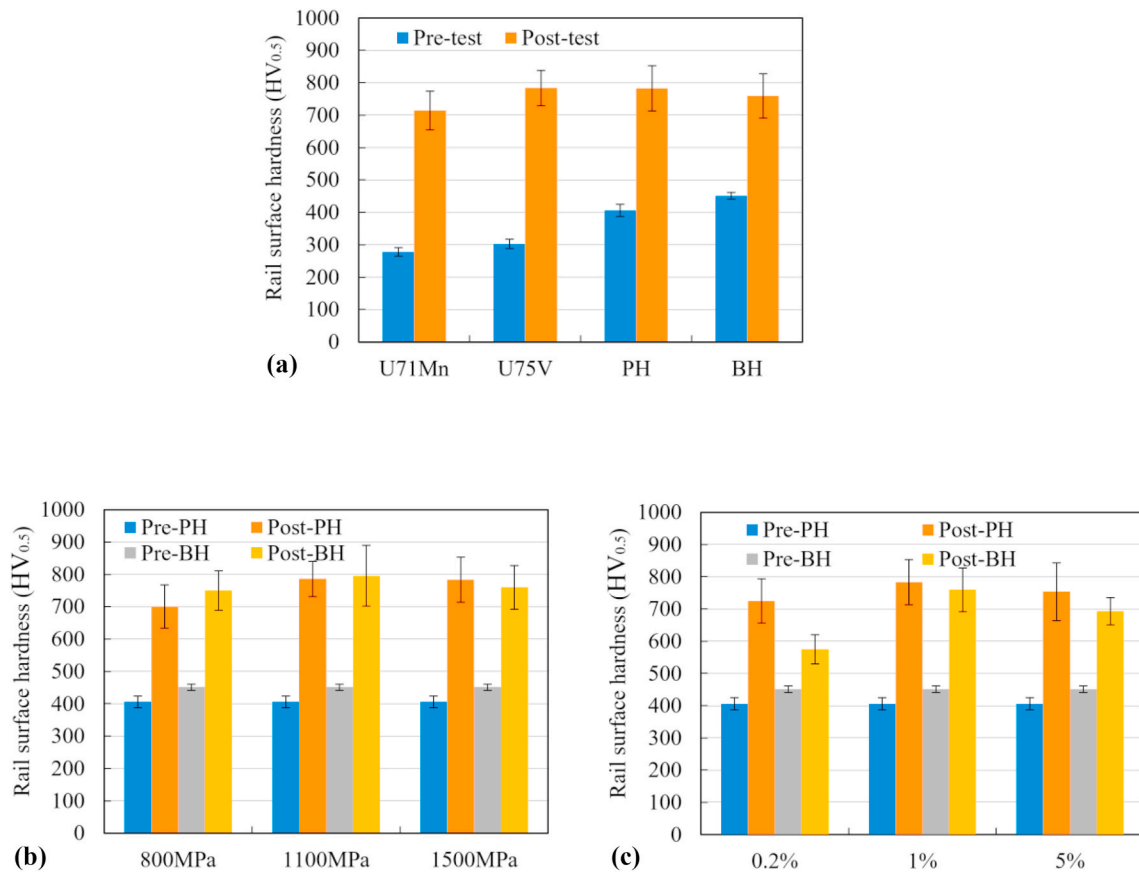 1000
900
800
700
600
500
400
300
200
100
0
Rail surface hardness (HV0.5)
Pre-test Post-test
U71Mn U75V PH BH
(a)
1000
900
800
700
600
500
400
300
200
100
0
Rail surface hardness (HV0.5)
Pre-PH Post-PH
Pre-BH Post-BH
800MPa 1100MPa 1500MPa
(b)
1000
900
800
700
600
500
400
300
200
100
0
Rail surface hardness (HV0.5)
Pre-PH Post-PH
Pre-BH Post-BH
0.2% 1% 5%
(c)